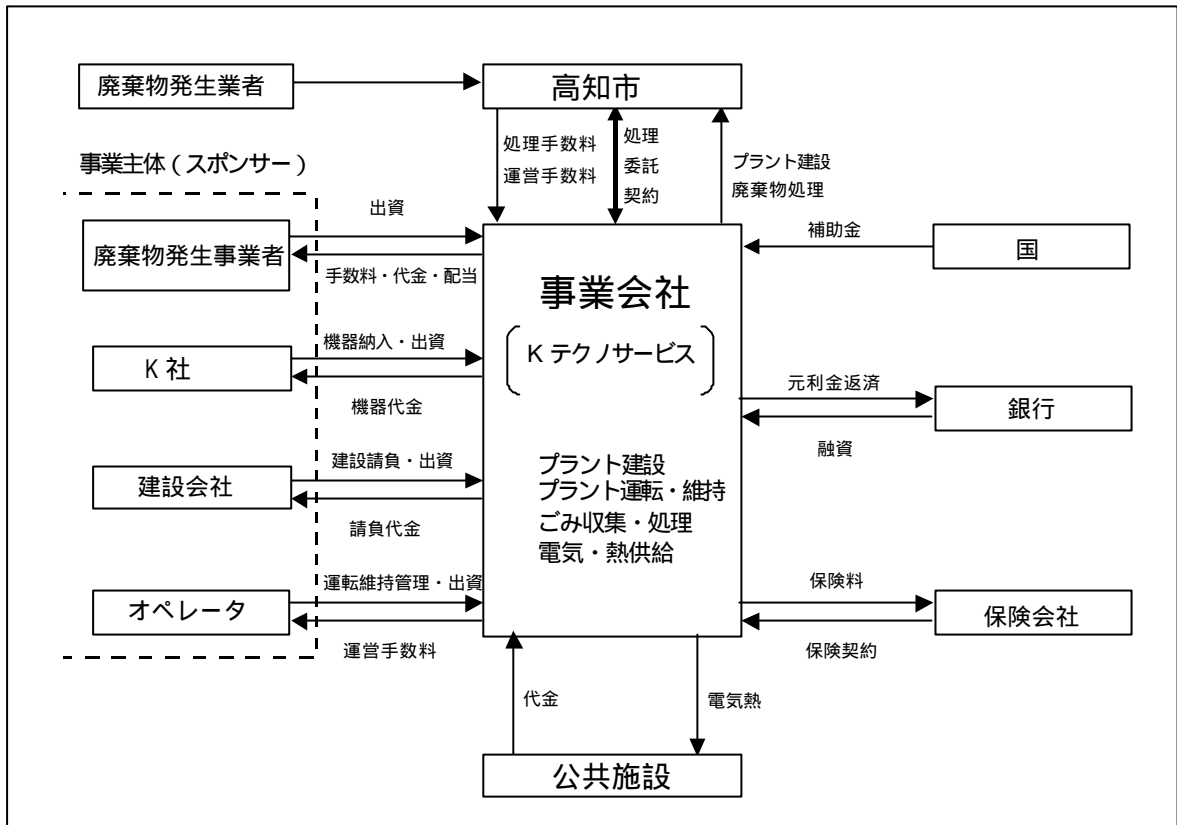 廃棄物発生業者
高知市
処理手数料
運営手数料
処理
委託
契約
プラント建設
廃棄物処理
事業主体（スポンサー）
出資
廃棄物発生事業者
手数料・代金・配当
補助金
国
事業会社
Kテクノサービス
機器納入・出資
K社
機器代金
元利金返済
銀行
融資
建設請負・出資
建設会社
請負代金
プラント建設
プラント運転・維持
ごみ収集・処理
電気・熱供給
運転維持管理・出資
オペレータ
運営手数料
保険料
保険会社
保険契約
代金
電気熱
公共施設